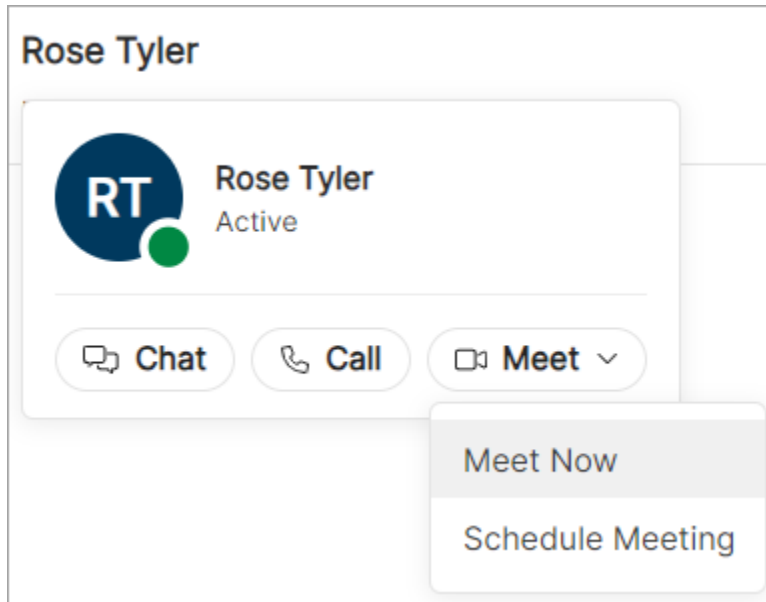 Rose Tyler
RT
Rose Tyler
Active
Chat Call Meet
Meet Now
Schedule Meeting